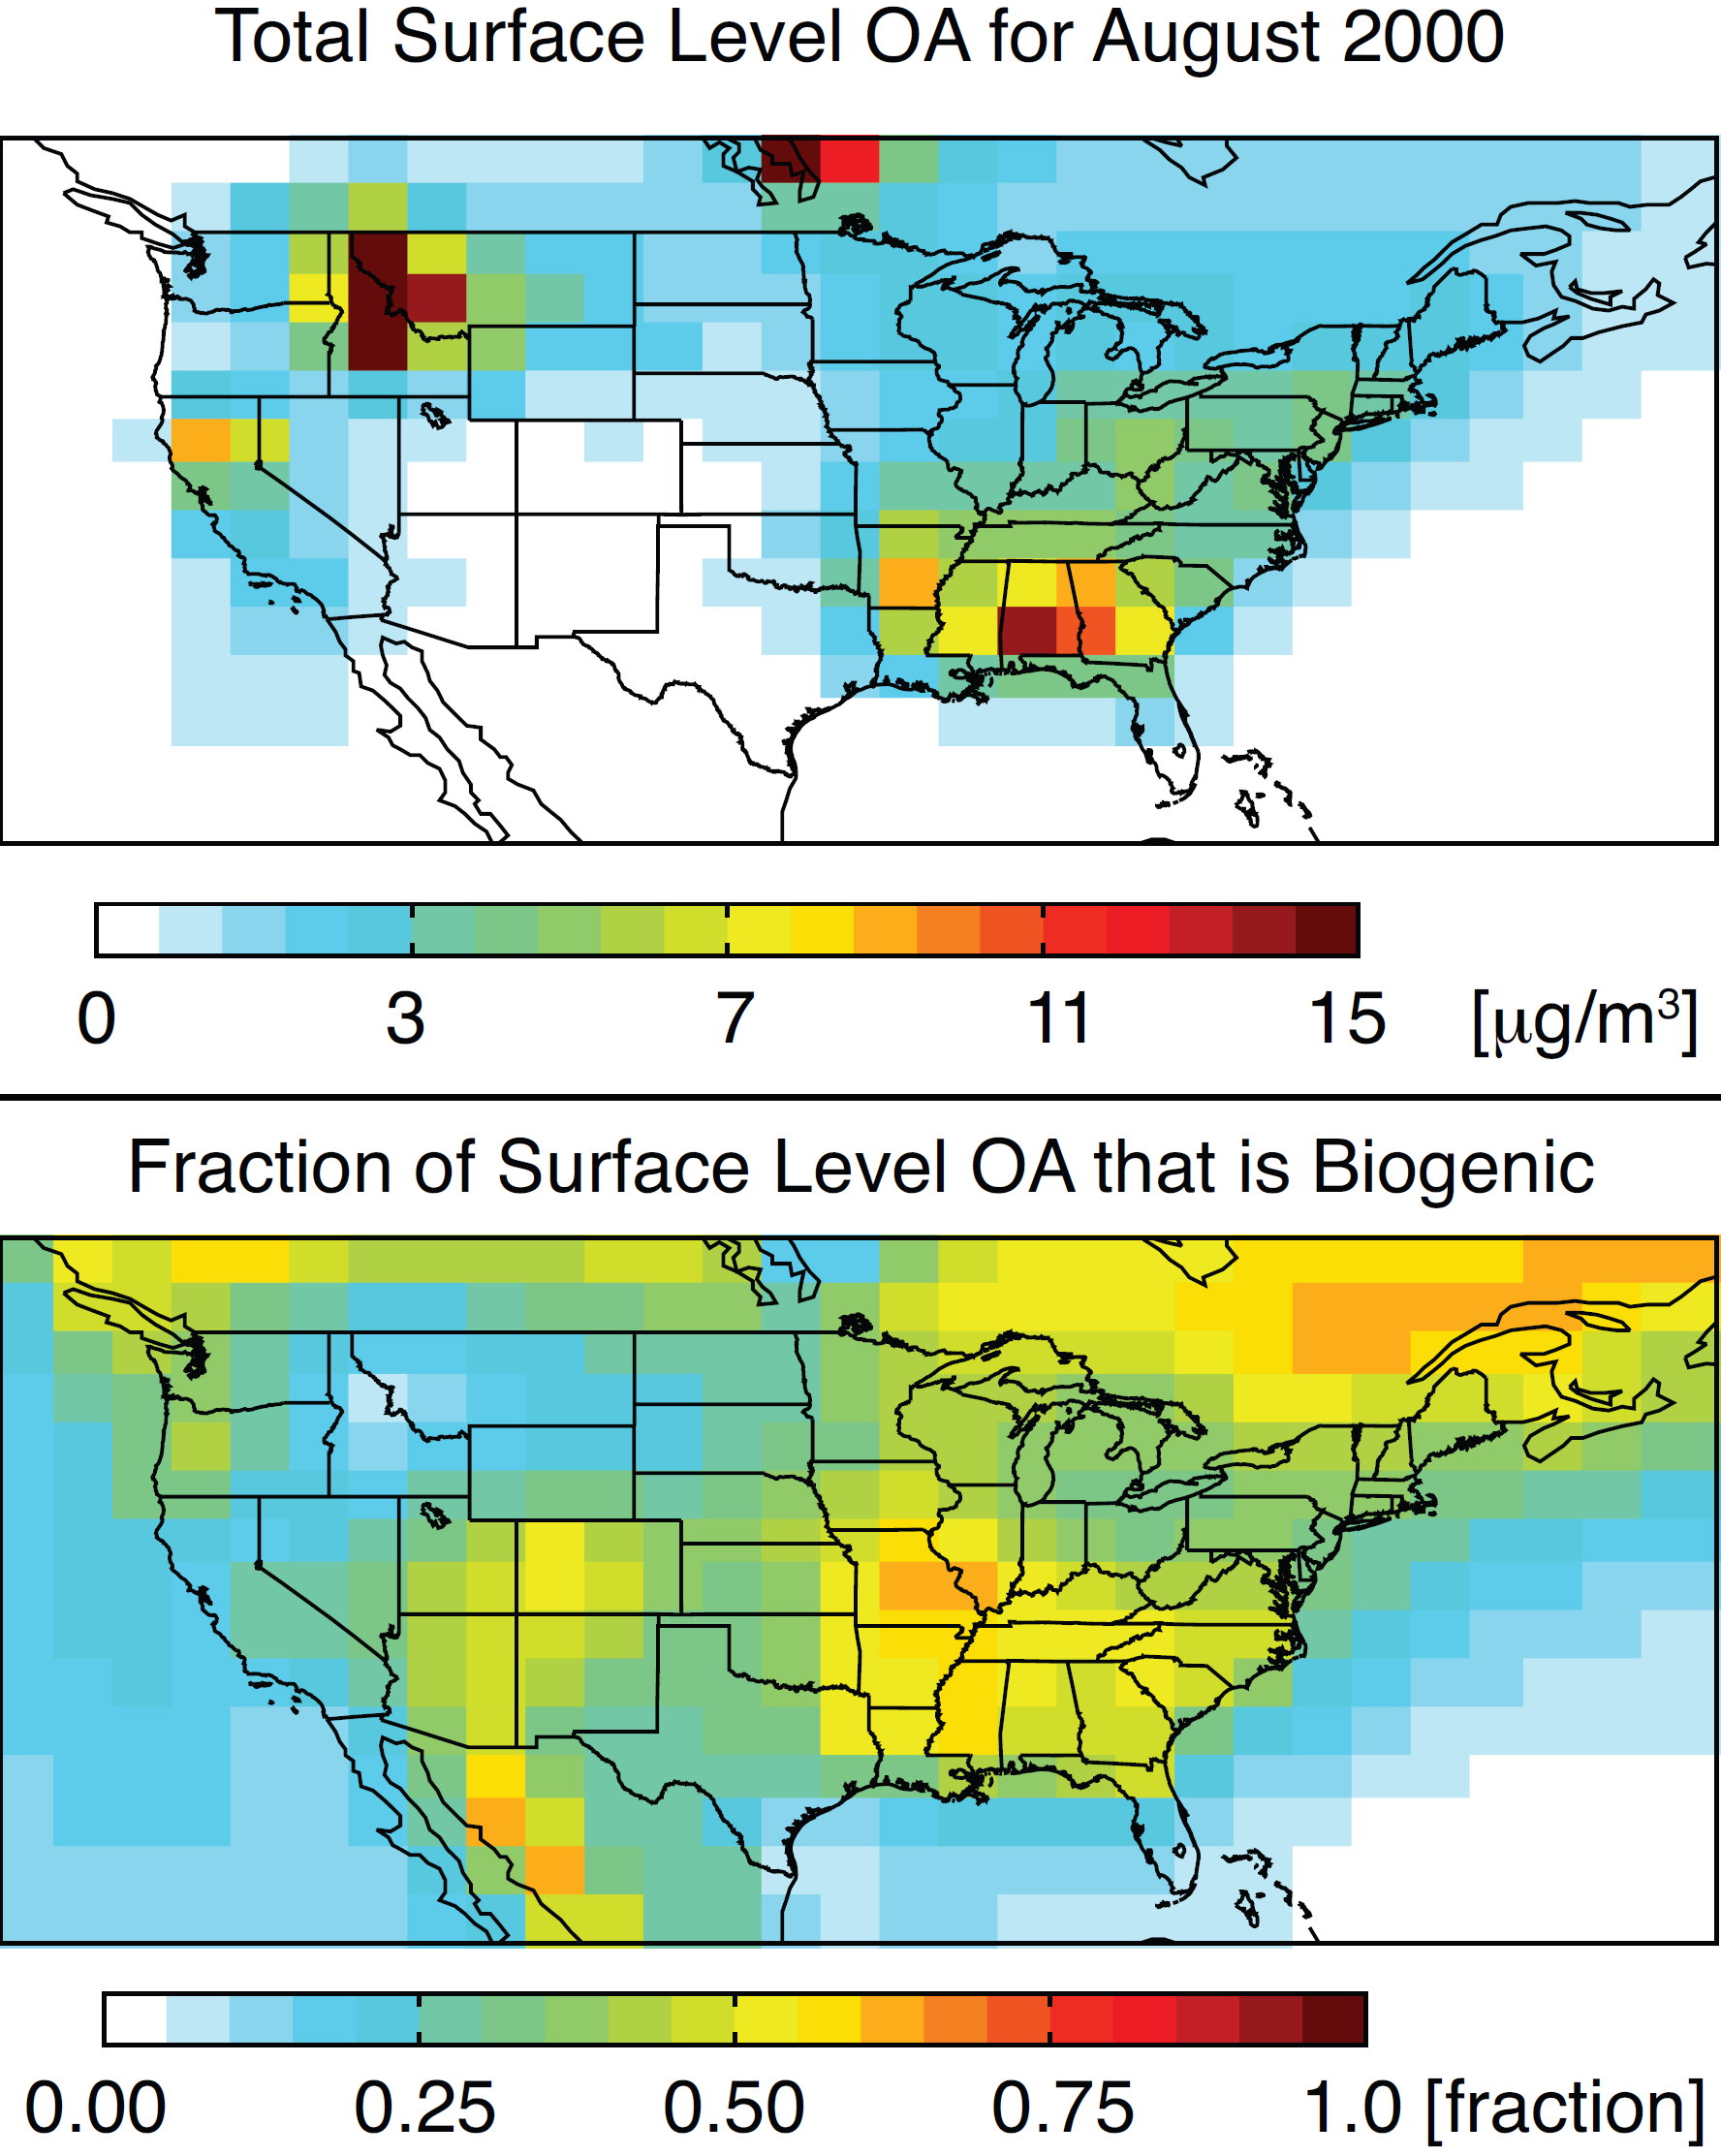 Total Surface Level OA for August 2000
0 3 7 11 15 [μg/m³]
Fraction of Surface Level OA that is Biogenic
0.00 0.25 0.50 0.75 1.0 [fraction]